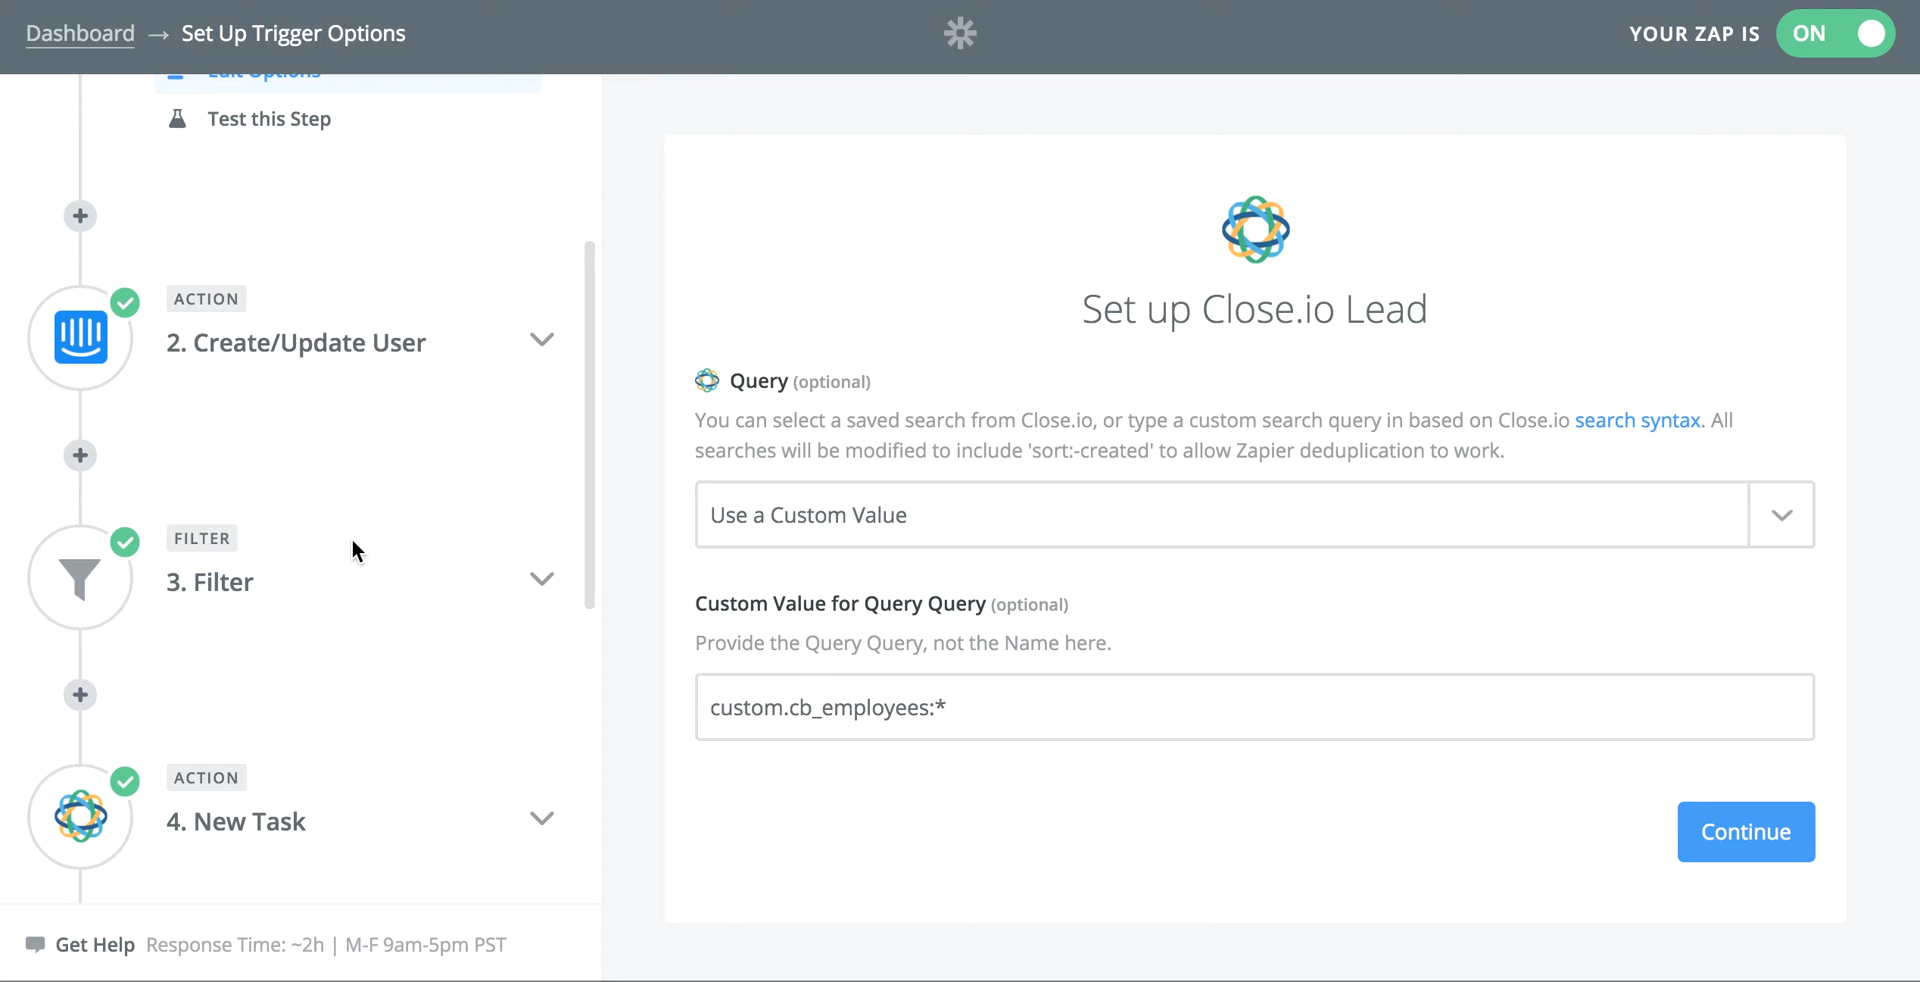 Dashboard → Set Up Trigger Options
YOUR ZAP IS ON
Edit Options
Test this Step
ACTION
2. Create/Update User
FILTER
3. Filter
ACTION
4. New Task
Get Help Response Time: ~2h | M-F 9am-5pm PST
Set up Close.io Lead
Query (optional)
You can select a saved search from Close.io, or type a custom search query in based on Close.io search syntax. All
searches will be modified to include 'sort:-created' to allow Zapier deduplication to work.
Use a Custom Value
Custom Value for Query Query (optional)
Provide the Query Query, not the Name here.
custom.cb_employees:*
Continue